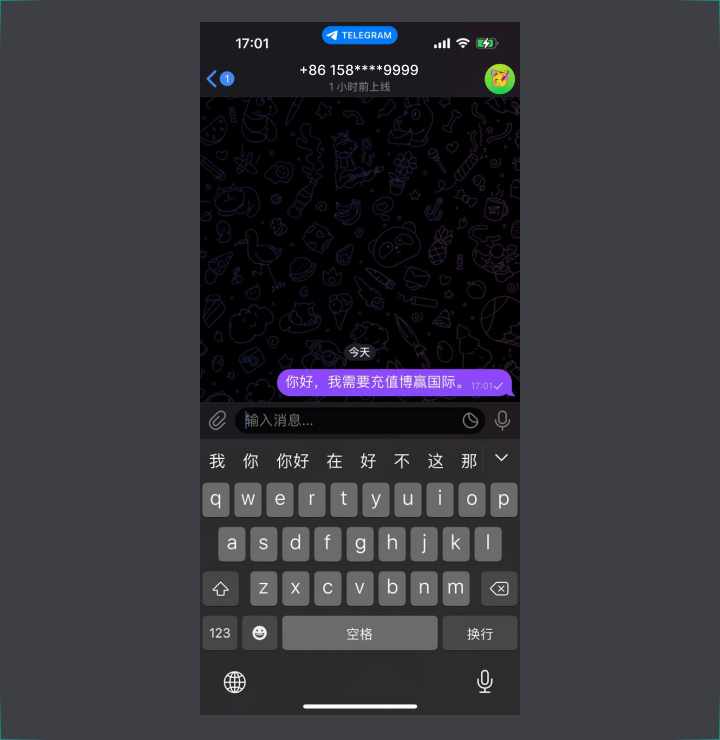 17:01
TELEGRAM
1
+86 158****9999
1 小时前上线
今天
你好，我需要充值博赢国际。 17:01
输入消息...
我 你 你好 在 好 不 这 那
q w e r t y u i o p
a s d f g h j k l
z x c v b n m
123 空格 换行